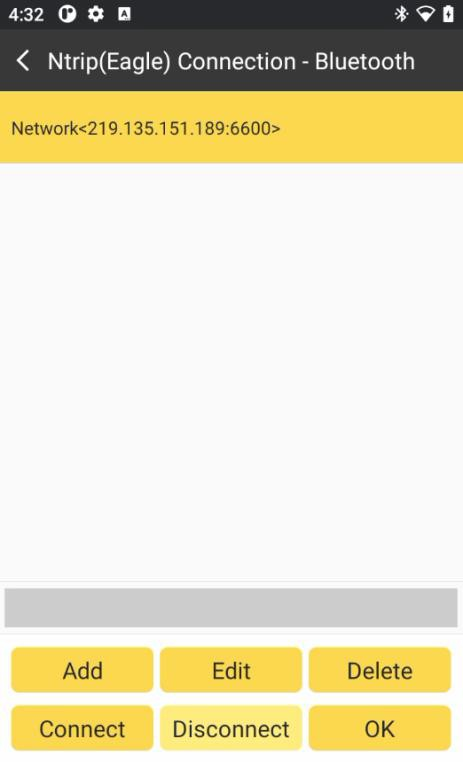 4:32
Ntrip(Eagle) Connection - Bluetooth
Network<219.135.151.189:6600>
Add Edit Delete
Connect Disconnect OK